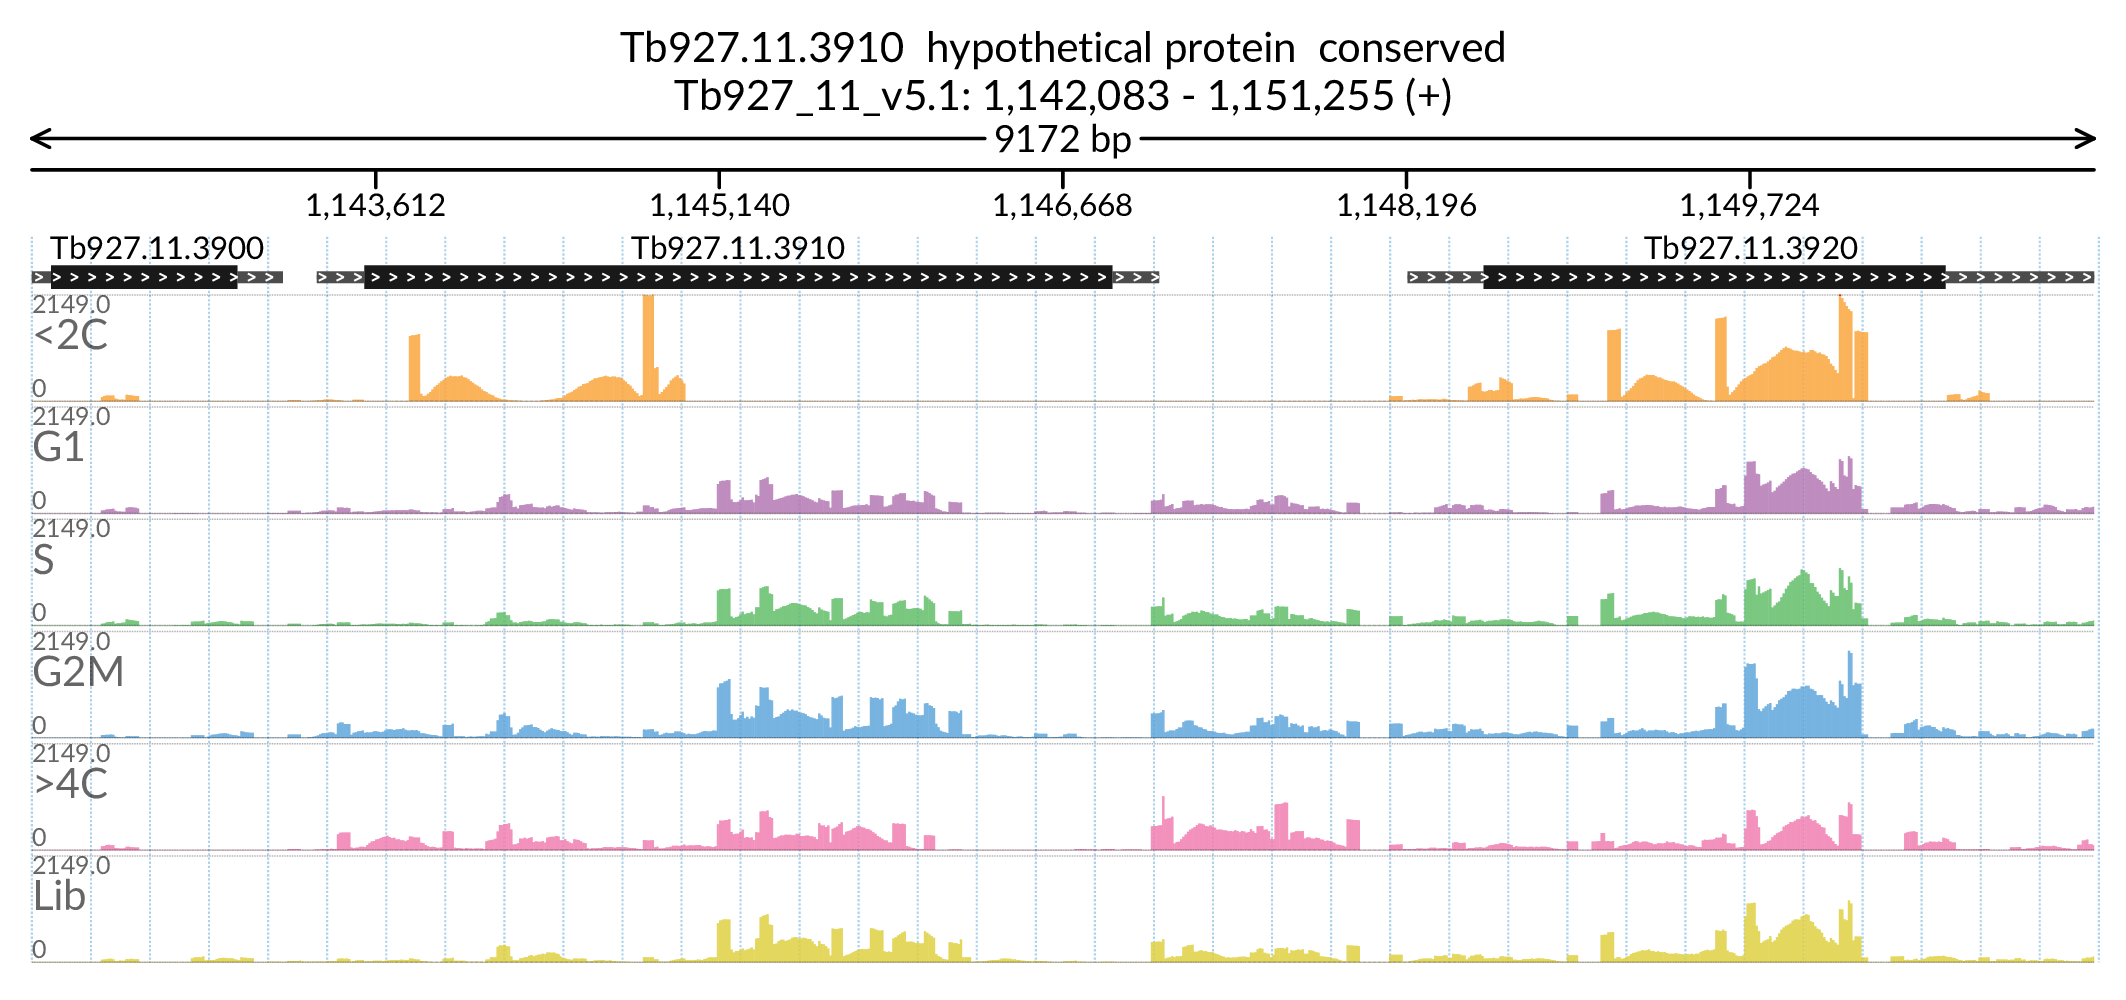 Tb927.11.3910  hypothetical protein  conserved
Tb927_11_v5.1: 1,142,083 - 1,151,255 (+)
9172 bp
1,143,612 1,145,140 1,146,668 1,148,196 1,149,724
Tb927.11.3900 Tb927.11.3910 Tb927.11.3920
2149.0
<2C
0
2149.0
G1
0
2149.0
S
0
2149.0
G2M
0
2149.0
>4C
0
2149.0
Lib
0